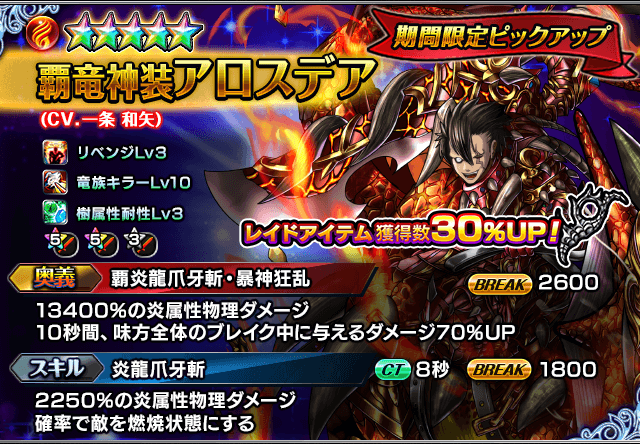 期間限定ピックアップ
覇竜神装アロスデア
(CV.一条 和矢)
リベンジLv3
竜族キラーLv10
樹属性耐性Lv3
5 5 3
レイドアイテム獲得数30%UP!
奥義 覇炎龍爪牙斬・暴神狂乱 BREAK 2600
13400%の炎属性物理ダメージ
10秒間、味方全体のブレイク中に与えるダメージ70%UP
スキル 炎龍爪牙斬 CT 8秒 BREAK 1800
2250%の炎属性物理ダメージ
確率で敵を燃焼状態にする